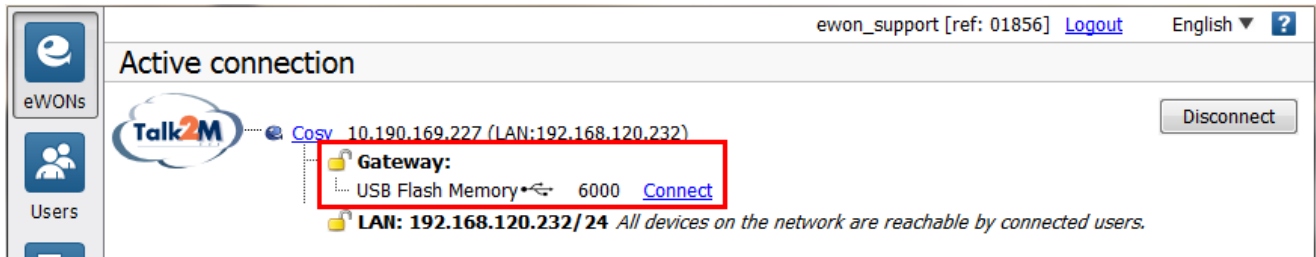 ewon_support [ref: 01856] Logout English ▼ ?
Active connection
eWONs
Talk2M
Cosy 10.190.169.227 (LAN:192.168.120.232)
Disconnect
Gateway:
USB Flash Memory 6000 Connect
Users
LAN: 192.168.120.232/24 All devices on the network are reachable by connected users.